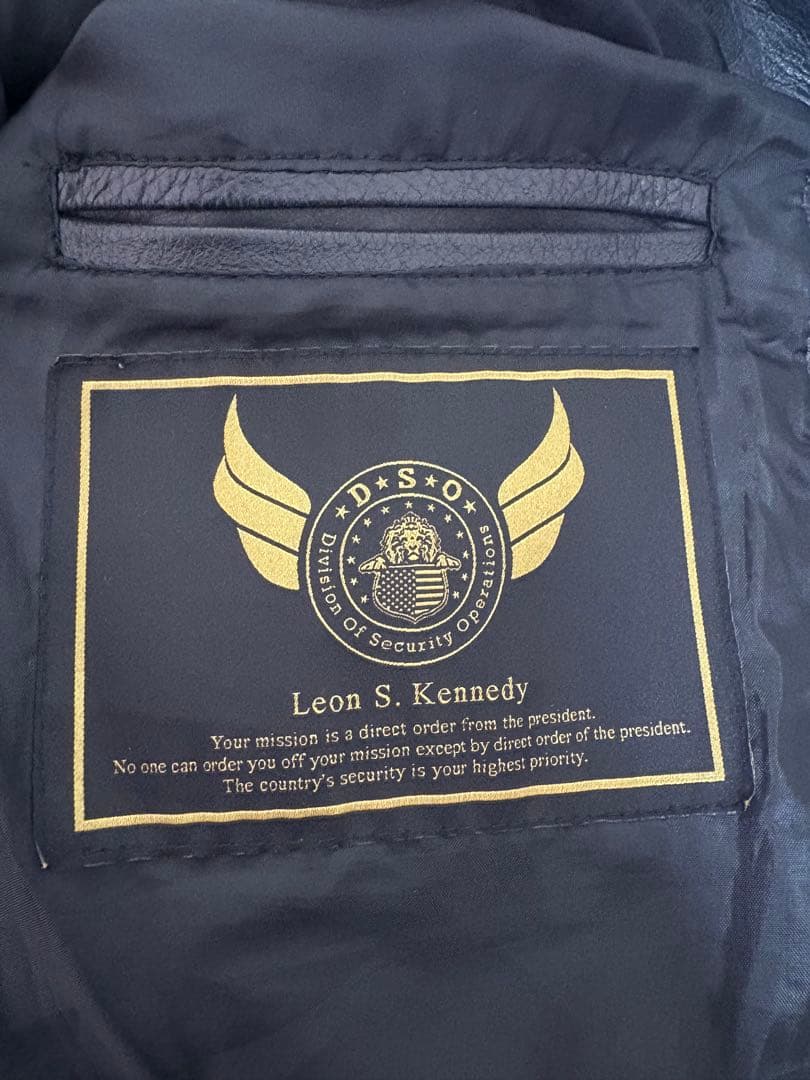 D★S★O
Division Of Security Operations
Leon S. Kennedy
Your mission is a direct order from the president.
No one can order you off your mission except by direct order of the president.
The country's security is your highest priority.